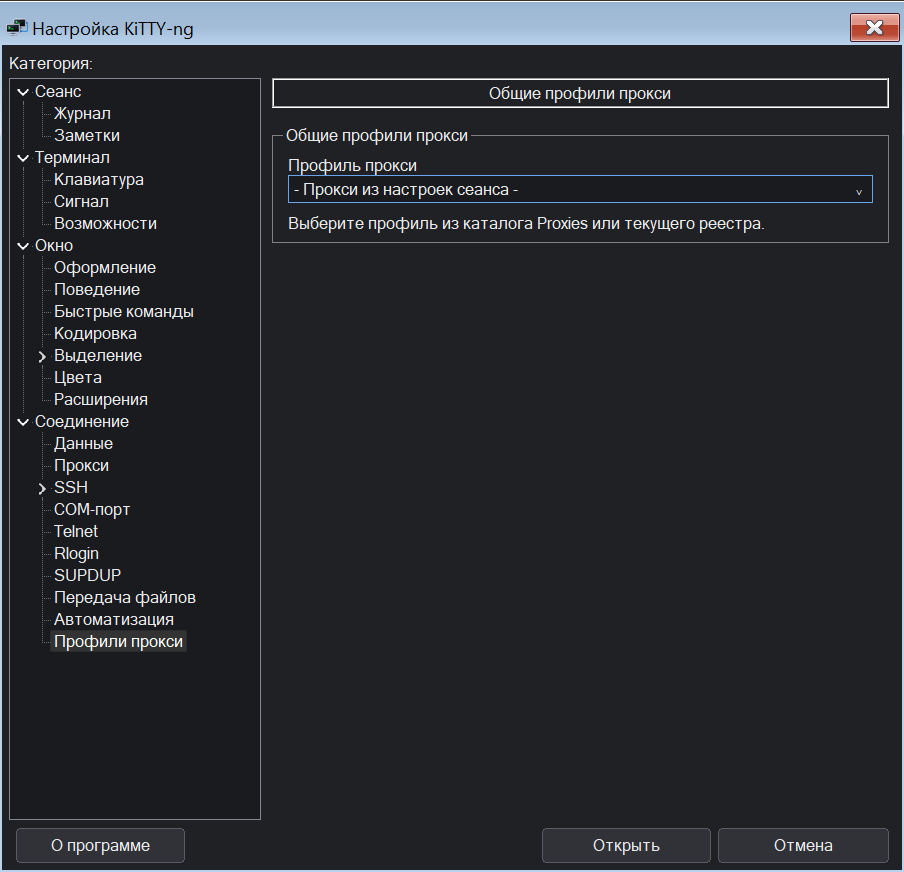 Настройка KiTTY-ng
Категория:
Сеанс
Журнал
Заметки
Терминал
Клавиатура
Сигнал
Возможности
Окно
Оформление
Поведение
Быстрые команды
Кодировка
Выделение
Цвета
Расширения
Соединение
Данные
Прокси
SSH
COM-порт
Telnet
Rlogin
SUPDUP
Передача файлов
Автоматизация
Профили прокси
Общие профили прокси
Общие профили прокси
Профиль прокси
- Прокси из настроек сеанса -
Выберите профиль из каталога Proxies или текущего реестра.
О программе
Открыть
Отмена